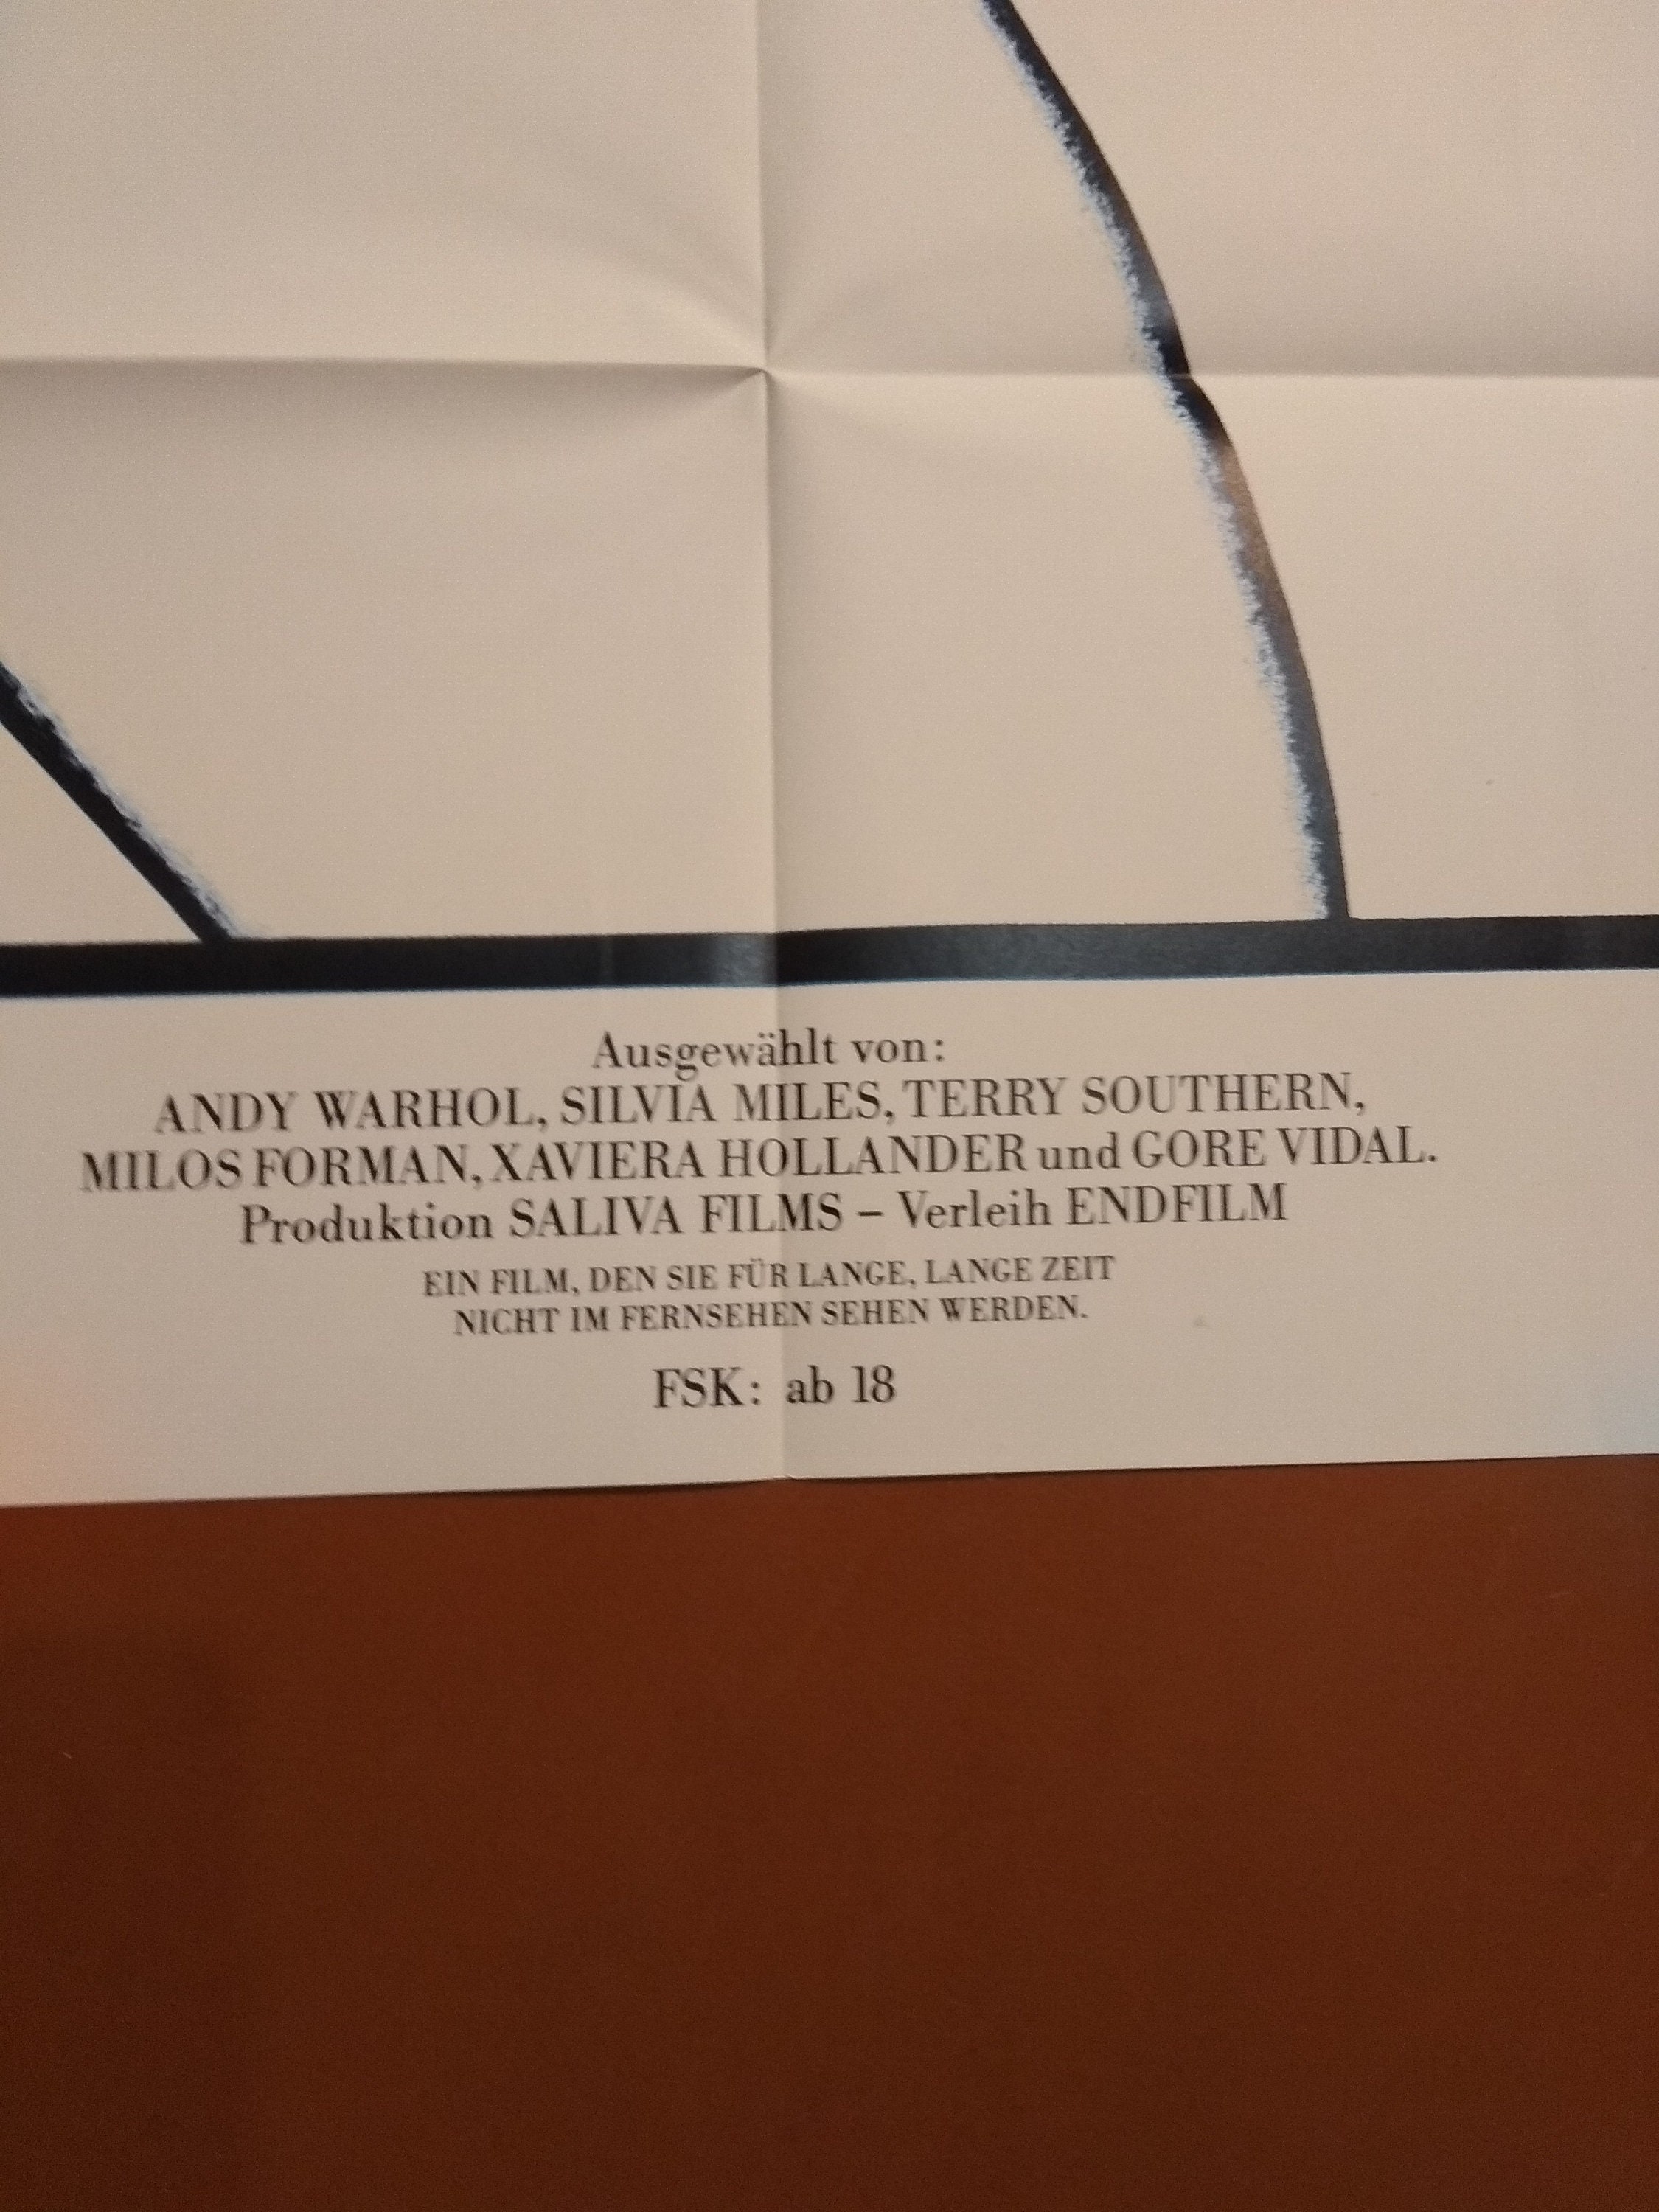 Ausgewählt von:
ANDY WARHOL, SILVIA MILES, TERRY SOUTHERN,
MILOS FORMAN, XAVIERA HOLLANDER und GORE VIDAL.
Produktion SALIVA FILMS – Verleih ENDFILM
EIN FILM, DEN SIE FÜR LANGE, LANGE ZEIT
NICHT IM FERNSEHEN SEHEN WERDEN.
FSK: ab 18